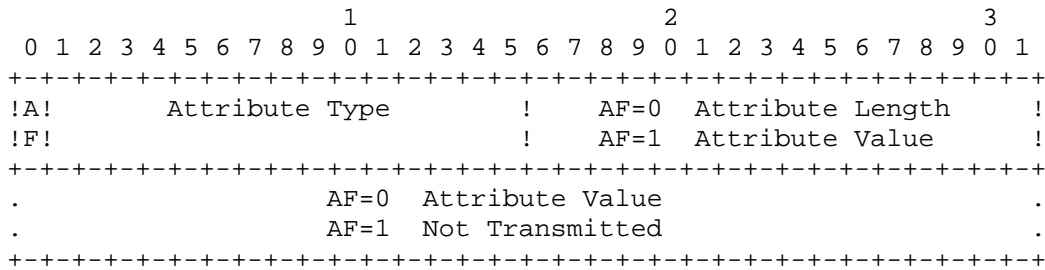 1                   2                   3
 0 1 2 3 4 5 6 7 8 9 0 1 2 3 4 5 6 7 8 9 0 1 2 3 4 5 6 7 8 9 0 1
+-+-+-+-+-+-+-+-+-+-+-+-+-+-+-+-+-+-+-+-+-+-+-+-+-+-+-+-+-+-+-+-+
!A!       Attribute Type        !    AF=0  Attribute Length     !
!F!                             !    AF=1  Attribute Value      !
+-+-+-+-+-+-+-+-+-+-+-+-+-+-+-+-+-+-+-+-+-+-+-+-+-+-+-+-+-+-+-+-+
.                   AF=0  Attribute Value                       .
.                   AF=1  Not Transmitted                       .
+-+-+-+-+-+-+-+-+-+-+-+-+-+-+-+-+-+-+-+-+-+-+-+-+-+-+-+-+-+-+-+-+